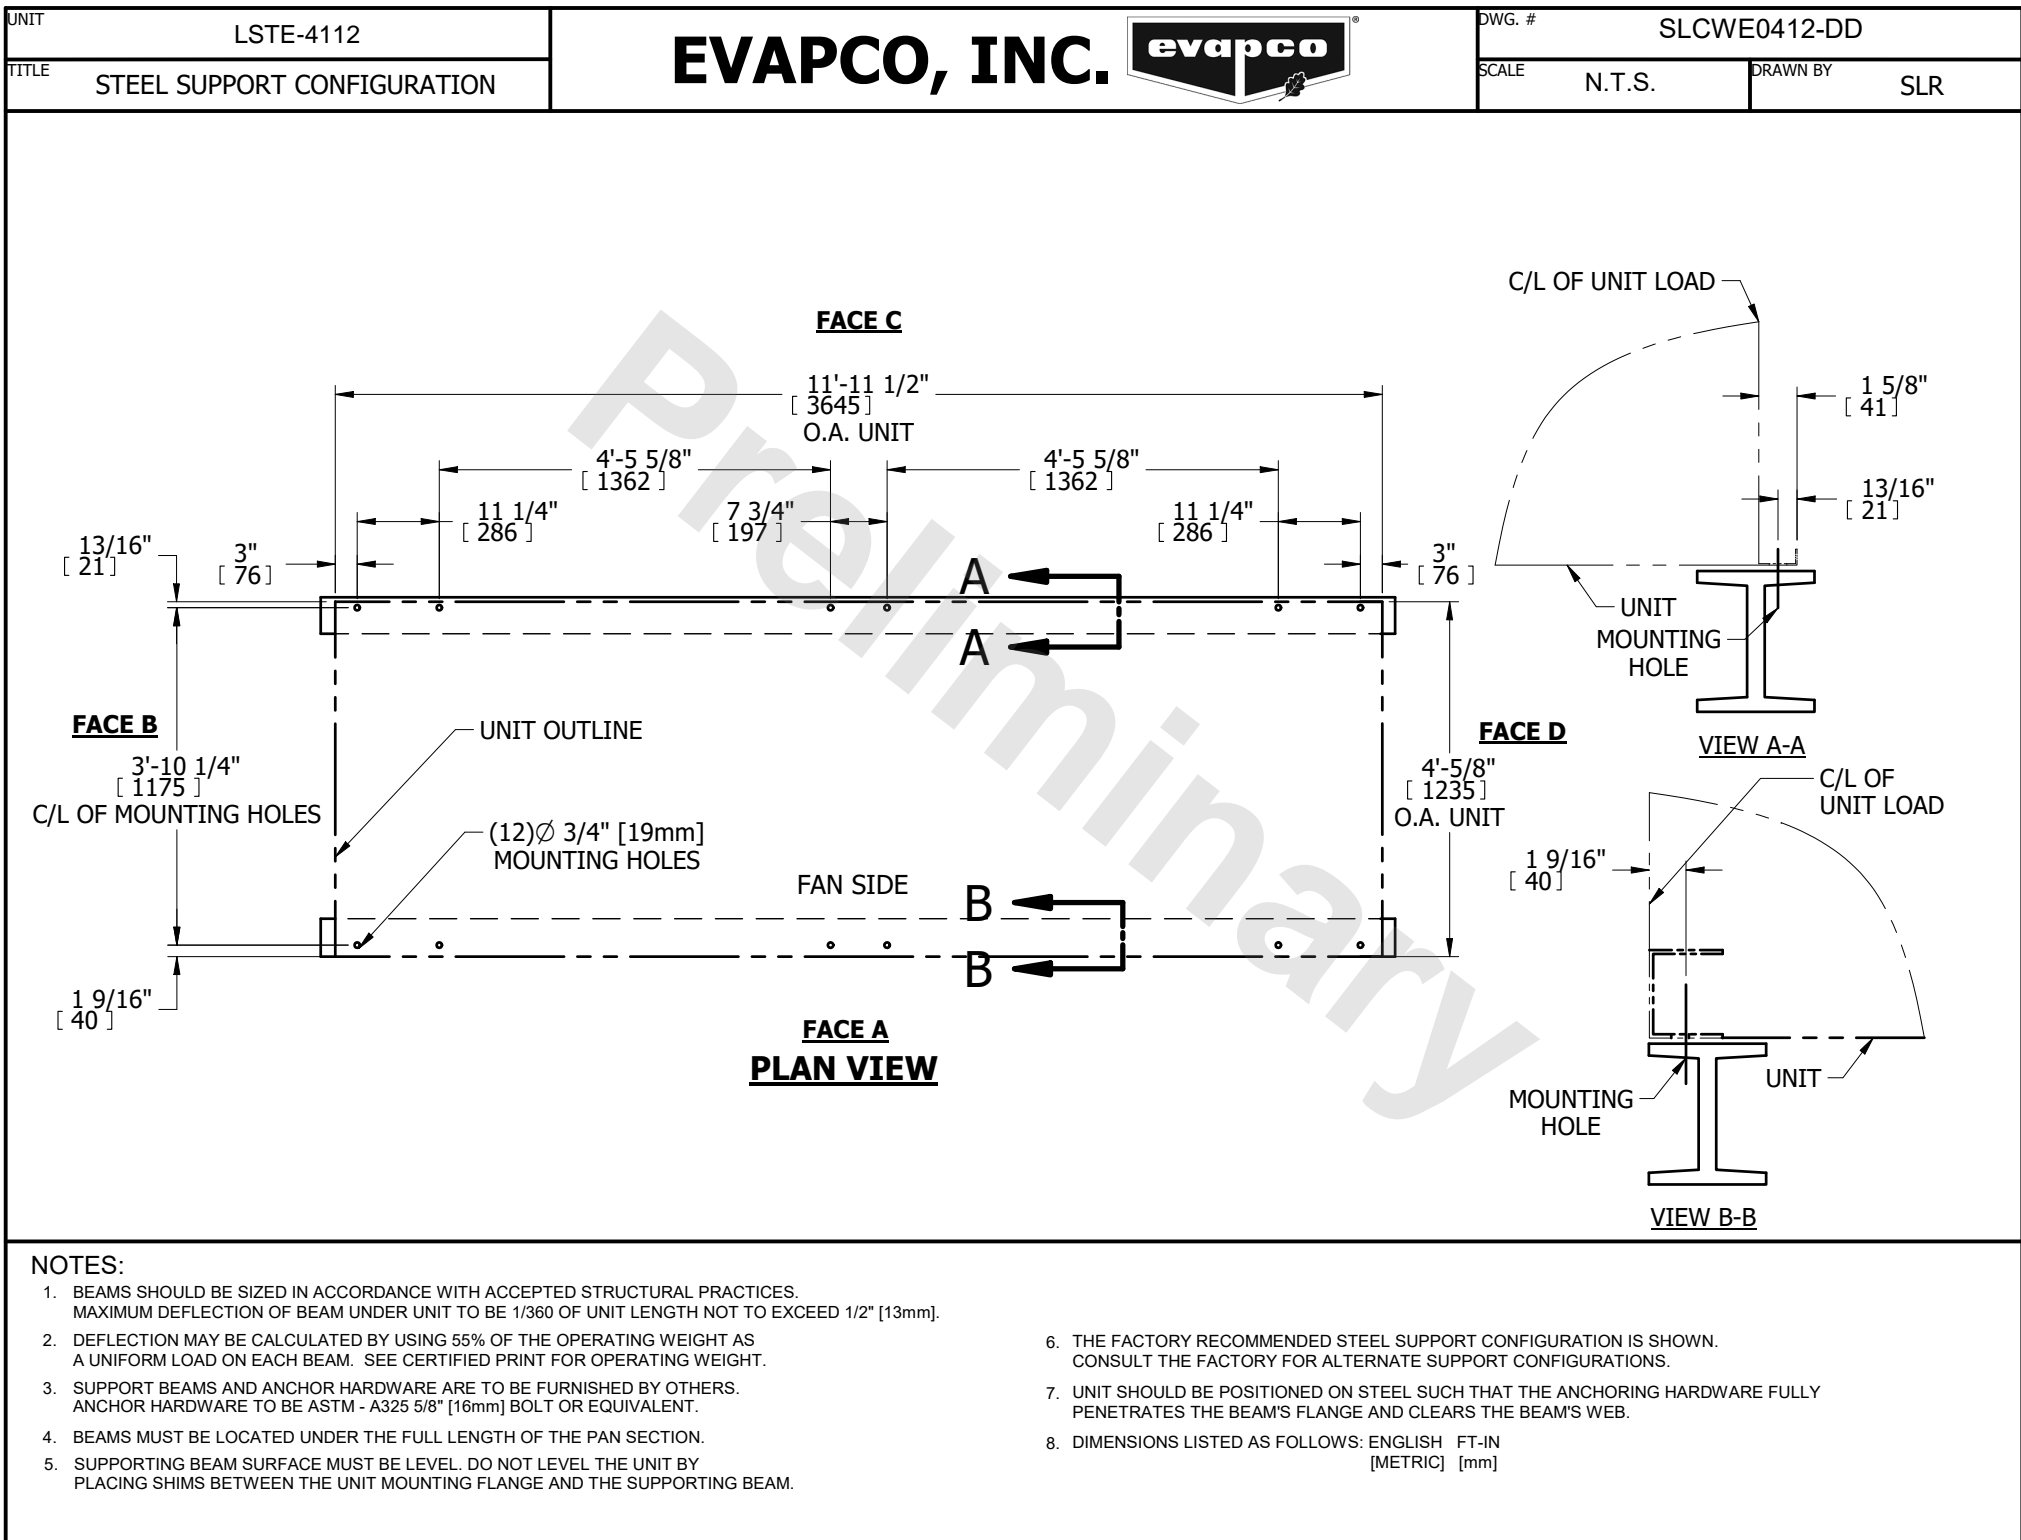 UNIT
LSTE-4112
TITLE
STEEL SUPPORT CONFIGURATION
EVAPCO, INC.
evapco
®
DWG. #
SLCWE0412-DD
SCALE
N.T.S.
DRAWN BY
SLR
Preliminary
FACE C
11'-11 1/2"
[ 3645 ]
O.A. UNIT
4'-5 5/8"
[ 1362 ]
4'-5 5/8"
[ 1362 ]
11 1/4"
[ 286 ]
7 3/4"
[ 197 ]
11 1/4"
[ 286 ]
13/16"
[ 21 ]
3"
[ 76 ]
3"
[ 76 ]
A
A
FACE B
3'-10 1/4"
[ 1175 ]
C/L OF MOUNTING HOLES
UNIT OUTLINE
(12)Ø 3/4" [19mm]
MOUNTING HOLES
FAN SIDE
B
B
FACE D
4'-5/8"
[ 1235 ]
O.A. UNIT
1 9/16"
[ 40 ]
FACE A
PLAN VIEW
C/L OF UNIT LOAD
1 5/8"
[ 41 ]
13/16"
[ 21 ]
UNIT
MOUNTING
HOLE
VIEW A-A
C/L OF
UNIT LOAD
1 9/16"
[ 40 ]
UNIT
MOUNTING
HOLE
VIEW B-B
NOTES:
1. BEAMS SHOULD BE SIZED IN ACCORDANCE WITH ACCEPTED STRUCTURAL PRACTICES.
MAXIMUM DEFLECTION OF BEAM UNDER UNIT TO BE 1/360 OF UNIT LENGTH NOT TO EXCEED 1/2" [13mm].
2. DEFLECTION MAY BE CALCULATED BY USING 55% OF THE OPERATING WEIGHT AS
A UNIFORM LOAD ON EACH BEAM. SEE CERTIFIED PRINT FOR OPERATING WEIGHT.
3. SUPPORT BEAMS AND ANCHOR HARDWARE ARE TO BE FURNISHED BY OTHERS.
ANCHOR HARDWARE TO BE ASTM - A325 5/8" [16mm] BOLT OR EQUIVALENT.
4. BEAMS MUST BE LOCATED UNDER THE FULL LENGTH OF THE PAN SECTION.
5. SUPPORTING BEAM SURFACE MUST BE LEVEL. DO NOT LEVEL THE UNIT BY
PLACING SHIMS BETWEEN THE UNIT MOUNTING FLANGE AND THE SUPPORTING BEAM.
6. THE FACTORY RECOMMENDED STEEL SUPPORT CONFIGURATION IS SHOWN.
CONSULT THE FACTORY FOR ALTERNATE SUPPORT CONFIGURATIONS.
7. UNIT SHOULD BE POSITIONED ON STEEL SUCH THAT THE ANCHORING HARDWARE FULLY
PENETRATES THE BEAM'S FLANGE AND CLEARS THE BEAM'S WEB.
8. DIMENSIONS LISTED AS FOLLOWS: ENGLISH FT-IN
[METRIC] [mm]